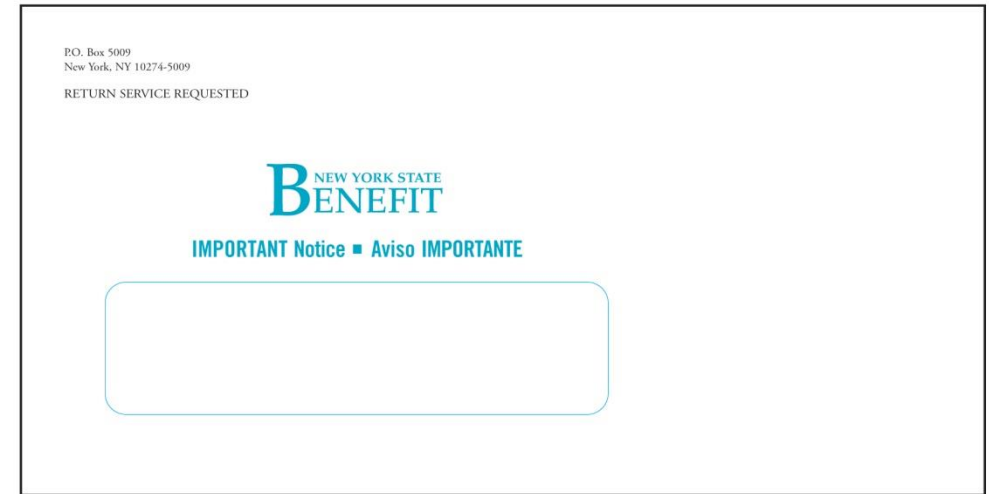 P.O. Box 5009
New York, NY 10274-5009
RETURN SERVICE REQUESTED
NEW YORK STATE
BENEFIT
IMPORTANT Notice ▪ Aviso IMPORTANTE